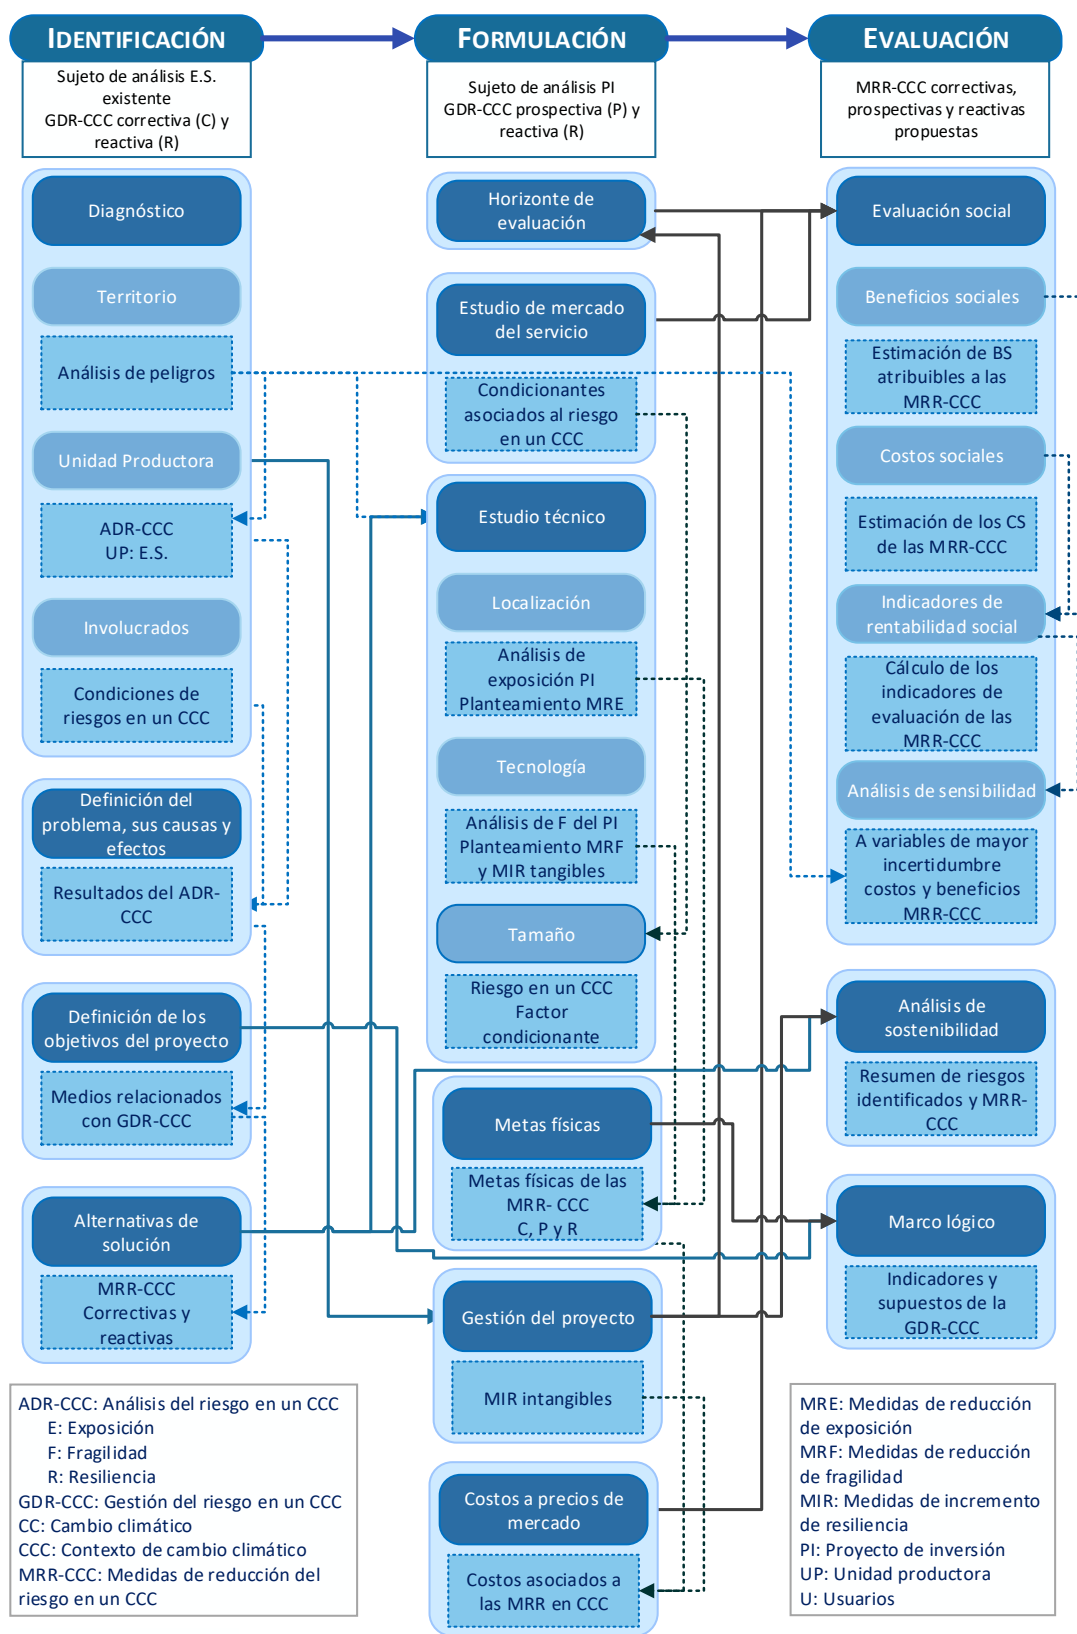 IDENTIFICACIÓN
Sujeto de análisis E.S.
existente
GDR-CCC correctiva (C) y
reactiva (R)
Diagnóstico
Territorio
Análisis de peligros
Unidad Productora
ADR-CCC
UP: E.S.
Involucrados
Condiciones de
riesgos en un CCC
Definición del
problema, sus causas y
efectos
Resultados del ADR-
CCC
Definición de los
objetivos del proyecto
Medios relacionados
con GDR-CCC
Alternativas de
solución
MRR-CCC
Correctivas y
reactivas
ADR-CCC: Análisis del riesgo en un CCC
E: Exposición
F: Fragilidad
R: Resiliencia
GDR-CCC: Gestión del riesgo en un CCC
CC: Cambio climático
CCC: Contexto de cambio climático
MRR-CCC: Medidas de reducción del
riesgo en un CCC
FORMULACIÓN
Sujeto de análisis PI
GDR-CCC prospectiva (P) y
reactiva (R)
Horizonte de
evaluación
Estudio de mercado
del servicio
Condicionantes
asociados al riesgo
en un CCC
Estudio técnico
Localización
Análisis de
exposición PI
Planteamiento MRE
Tecnología
Análisis de F del PI
Planteamiento MRF
y MIR tangibles
Tamaño
Riesgo en un CCC
Factor
condicionante
Metas físicas
Metas físicas de las
MRR- CCC
C, P y R
Gestión del proyecto
MIR intangibles
Costos a precios de
mercado
Costos asociados a
las MRR en CCC
EVALUACIÓN
MRR-CCC correctivas,
prospectivas y reactivas
propuestas
Evaluación social
Beneficios sociales
Estimación de BS
atribuibles a las
MRR-CCC
Costos sociales
Estimación de los CS
de las MRR-CCC
Indicadores de
rentabilidad social
Cálculo de los
indicadores de
evaluación de las
MRR-CCC
Análisis de sensibilidad
A variables de mayor
incertidumbre
costos y beneficios
MRR-CCC
Análisis de
sostenibilidad
Resumen de riesgos
identificados y MRR-
CCC
Marco lógico
Indicadores y
supuestos de la
GDR-CCC
MRE: Medidas de reducción
de exposición
MRF: Medidas de reducción
de fragilidad
MIR: Medidas de incremento
de resiliencia
PI: Proyecto de inversión
UP: Unidad productora
U: Usuarios